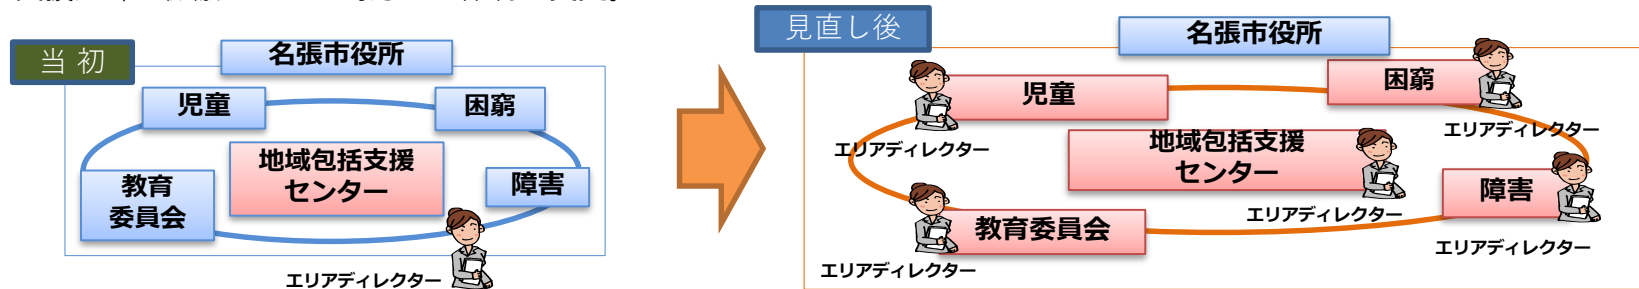 当 初
名張市役所
児童
困窮
地域包括支援
センター
教育
委員会
障害
エリアディレクター
見直し後
名張市役所
児童
困窮
エリアディレクター
エリアディレクター
地域包括支援
センター
障害
エリアディレクター
教育委員会
エリアディレクター
エリアディレクター